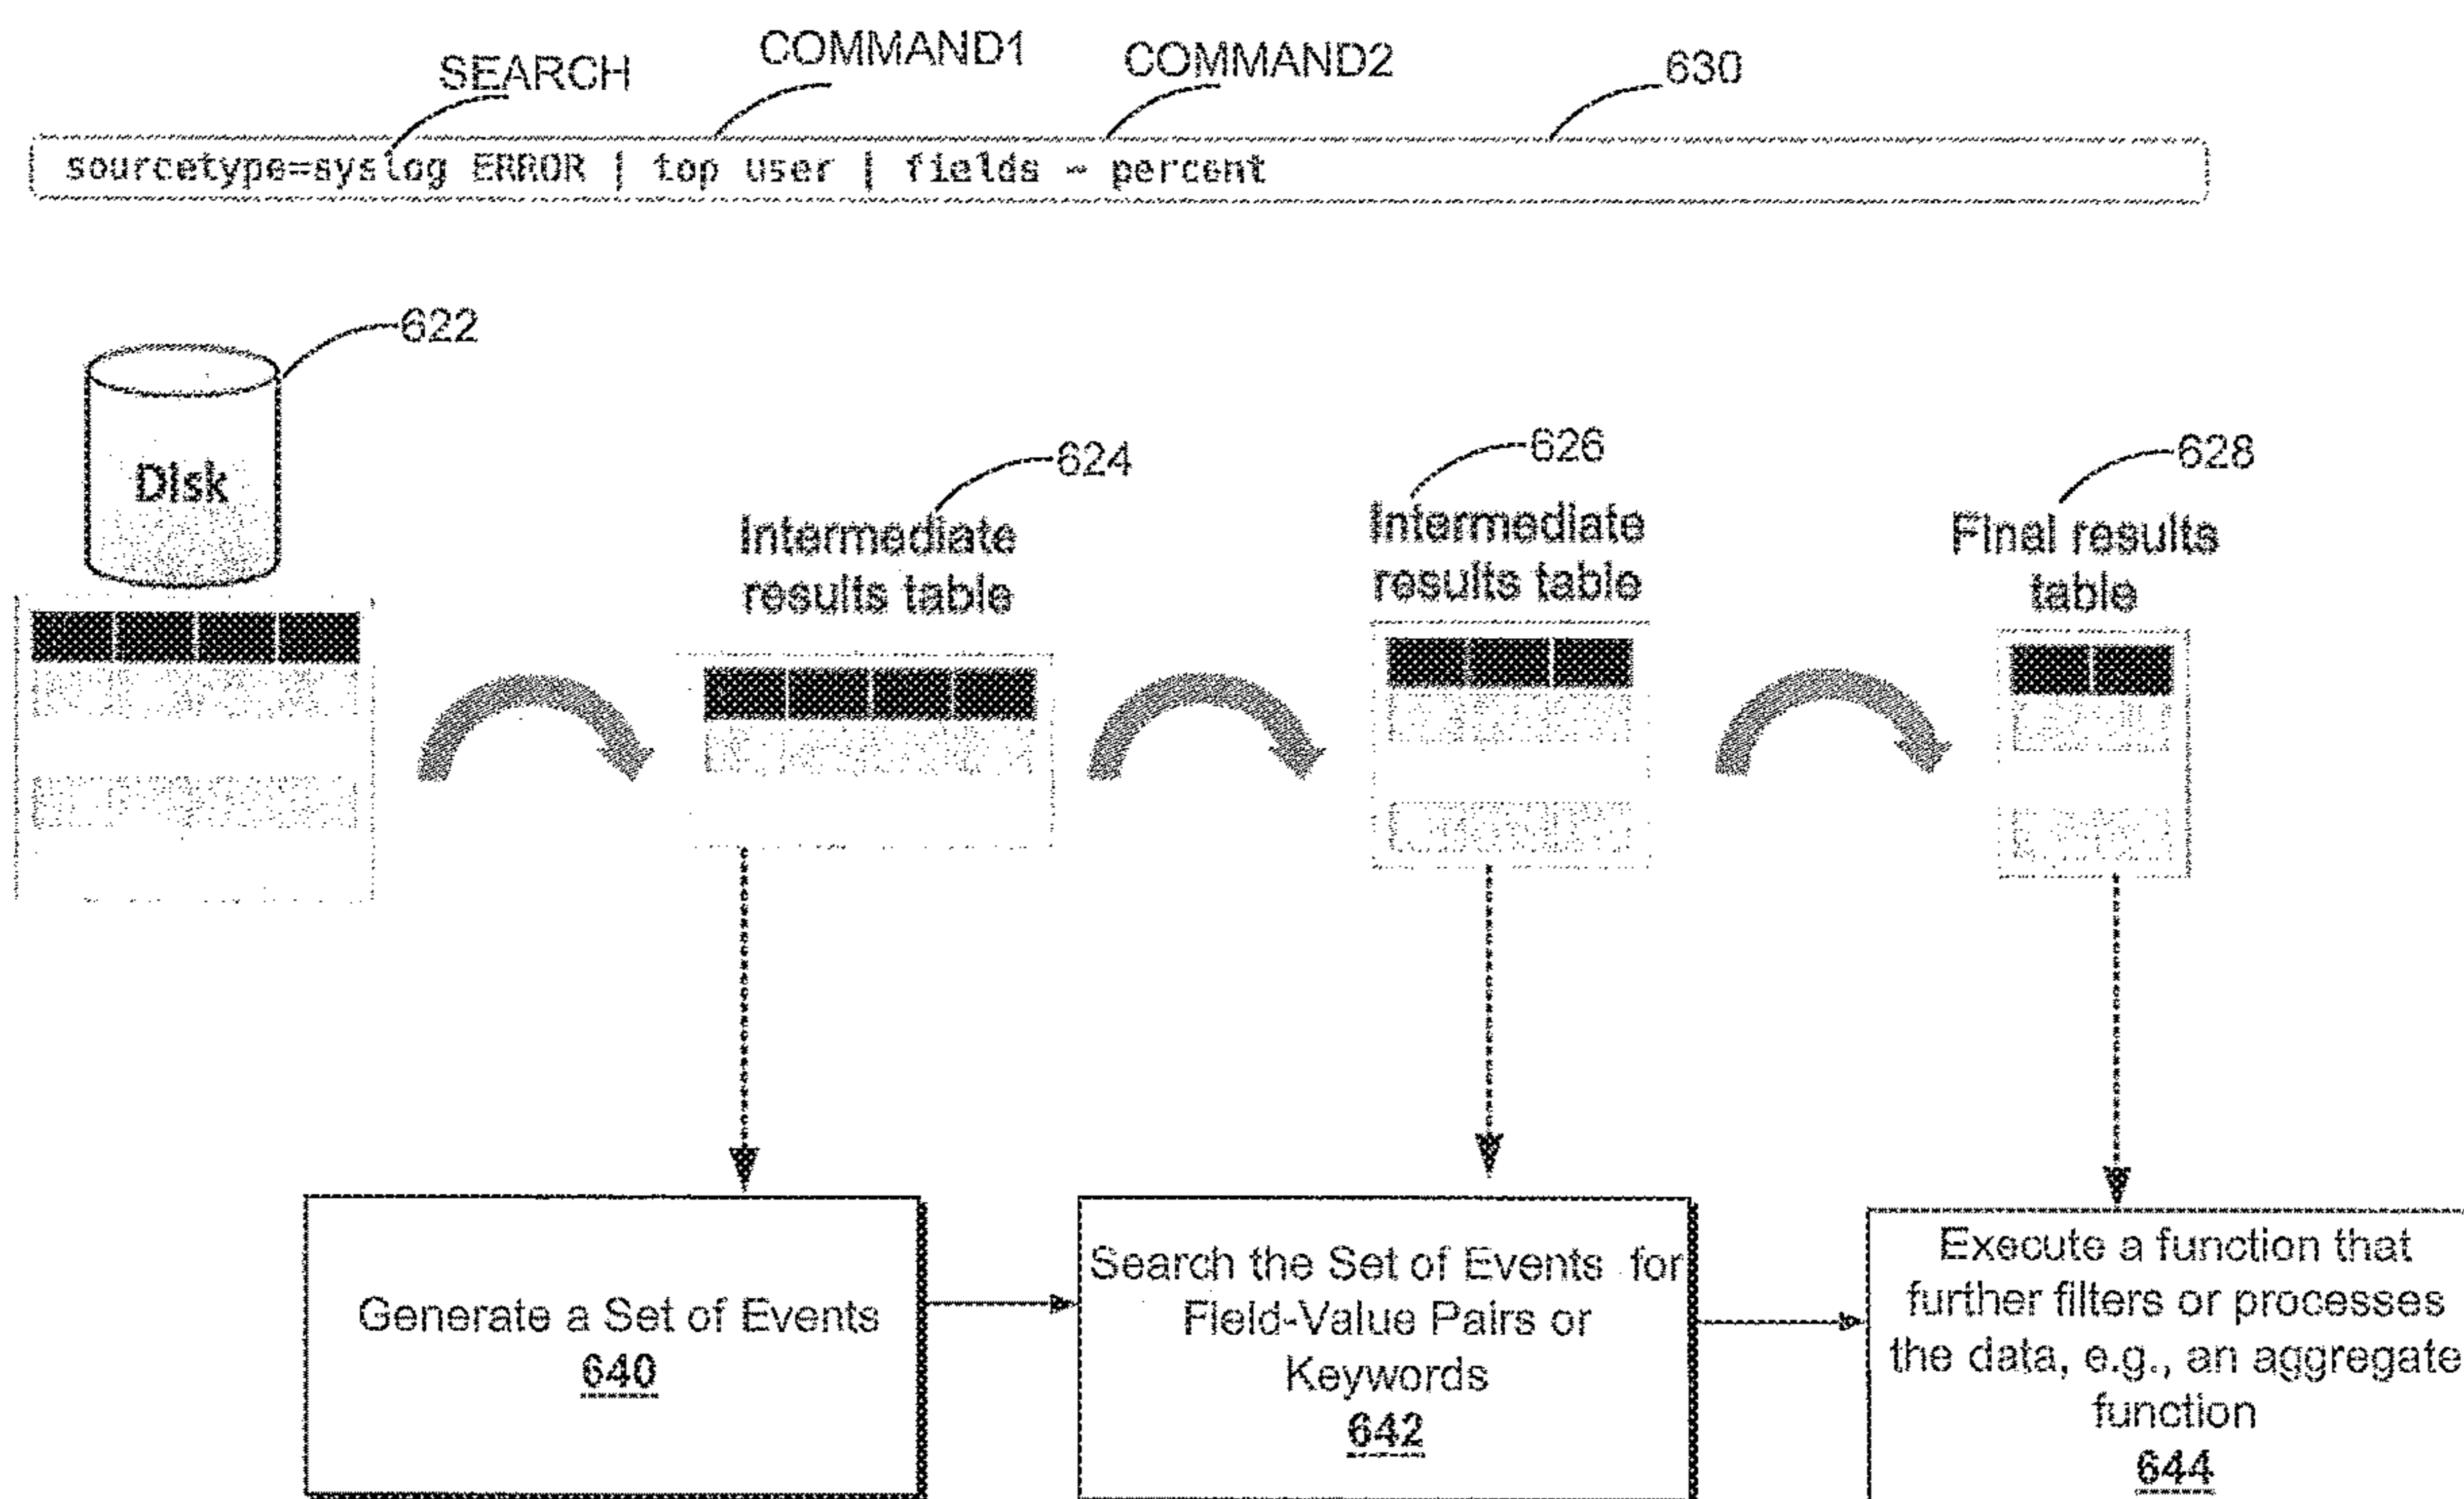 SEARCH
COMMAND1
COMMAND2
630
sourcetype=syslog ERROR | top user | fields - percent
622
Disk
624
Intermediate
results table
626
Intermediate
results table
628
Final results
table
Generate a Set of Events
640
Search the Set of Events for
Field-Value Pairs or
Keywords
642
Execute a function that
further filters or processes
the data, e.g., an aggregate
function
644